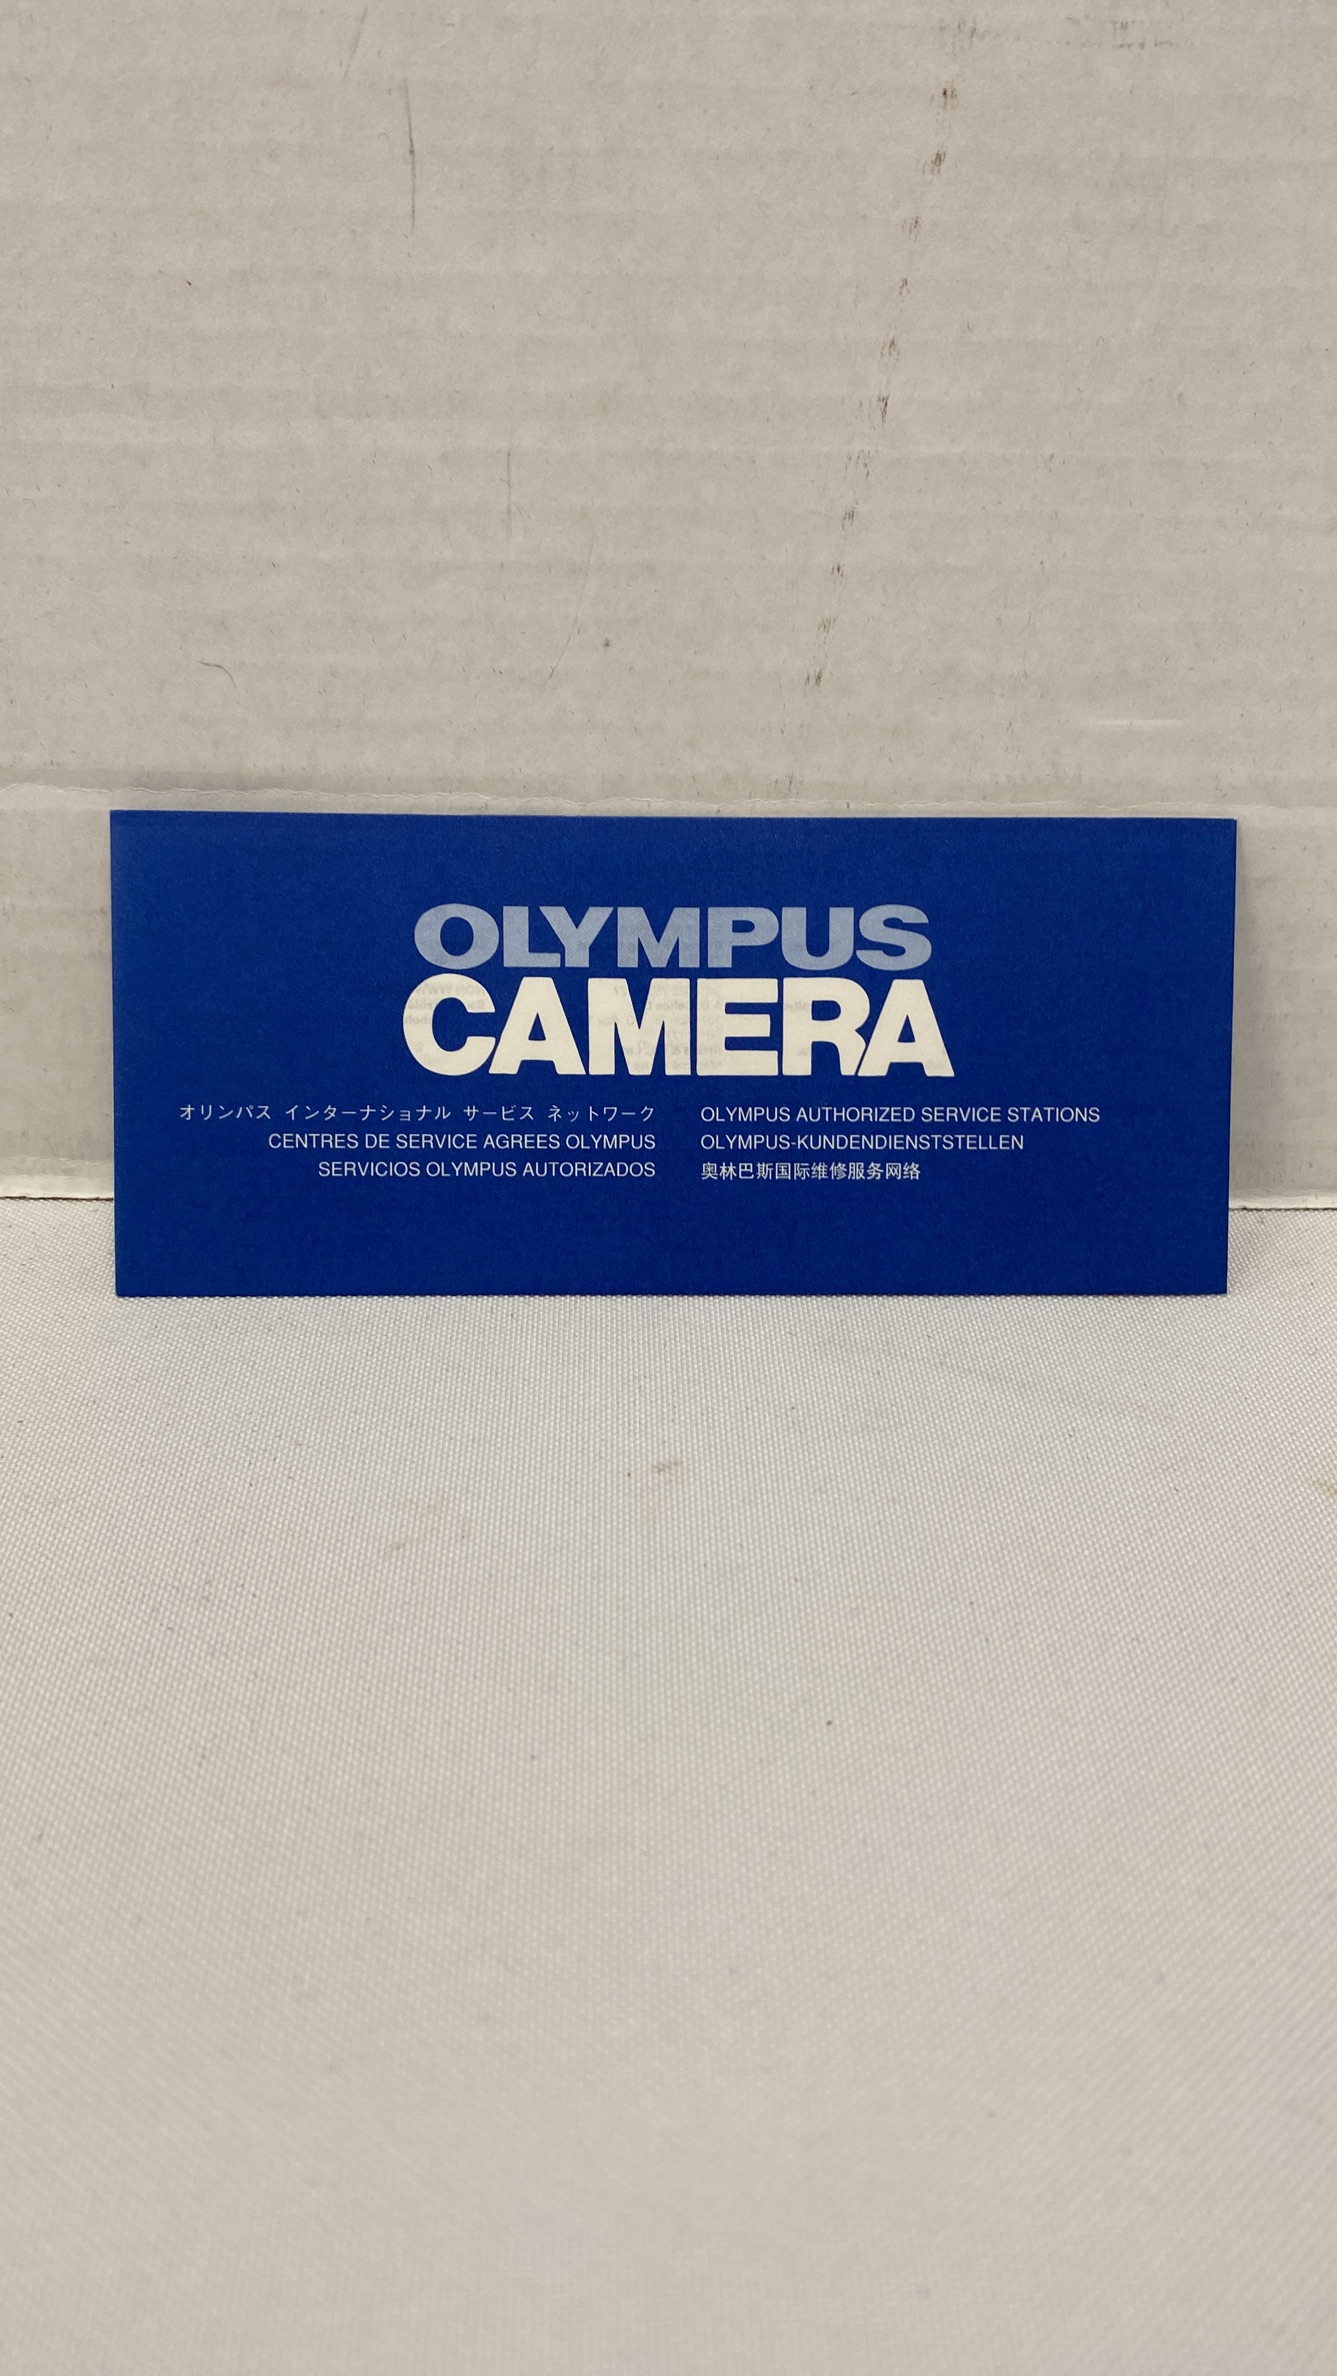 OLYMPUS
CAMERA
オリンパス インターナショナル サービス ネットワーク
CENTRES DE SERVICE AGREES OLYMPUS
SERVICIOS OLYMPUS AUTORIZADOS
OLYMPUS AUTHORIZED SERVICE STATIONS
OLYMPUS-KUNDENDIENSTSTELLEN
奥林巴斯国际维修服务网络